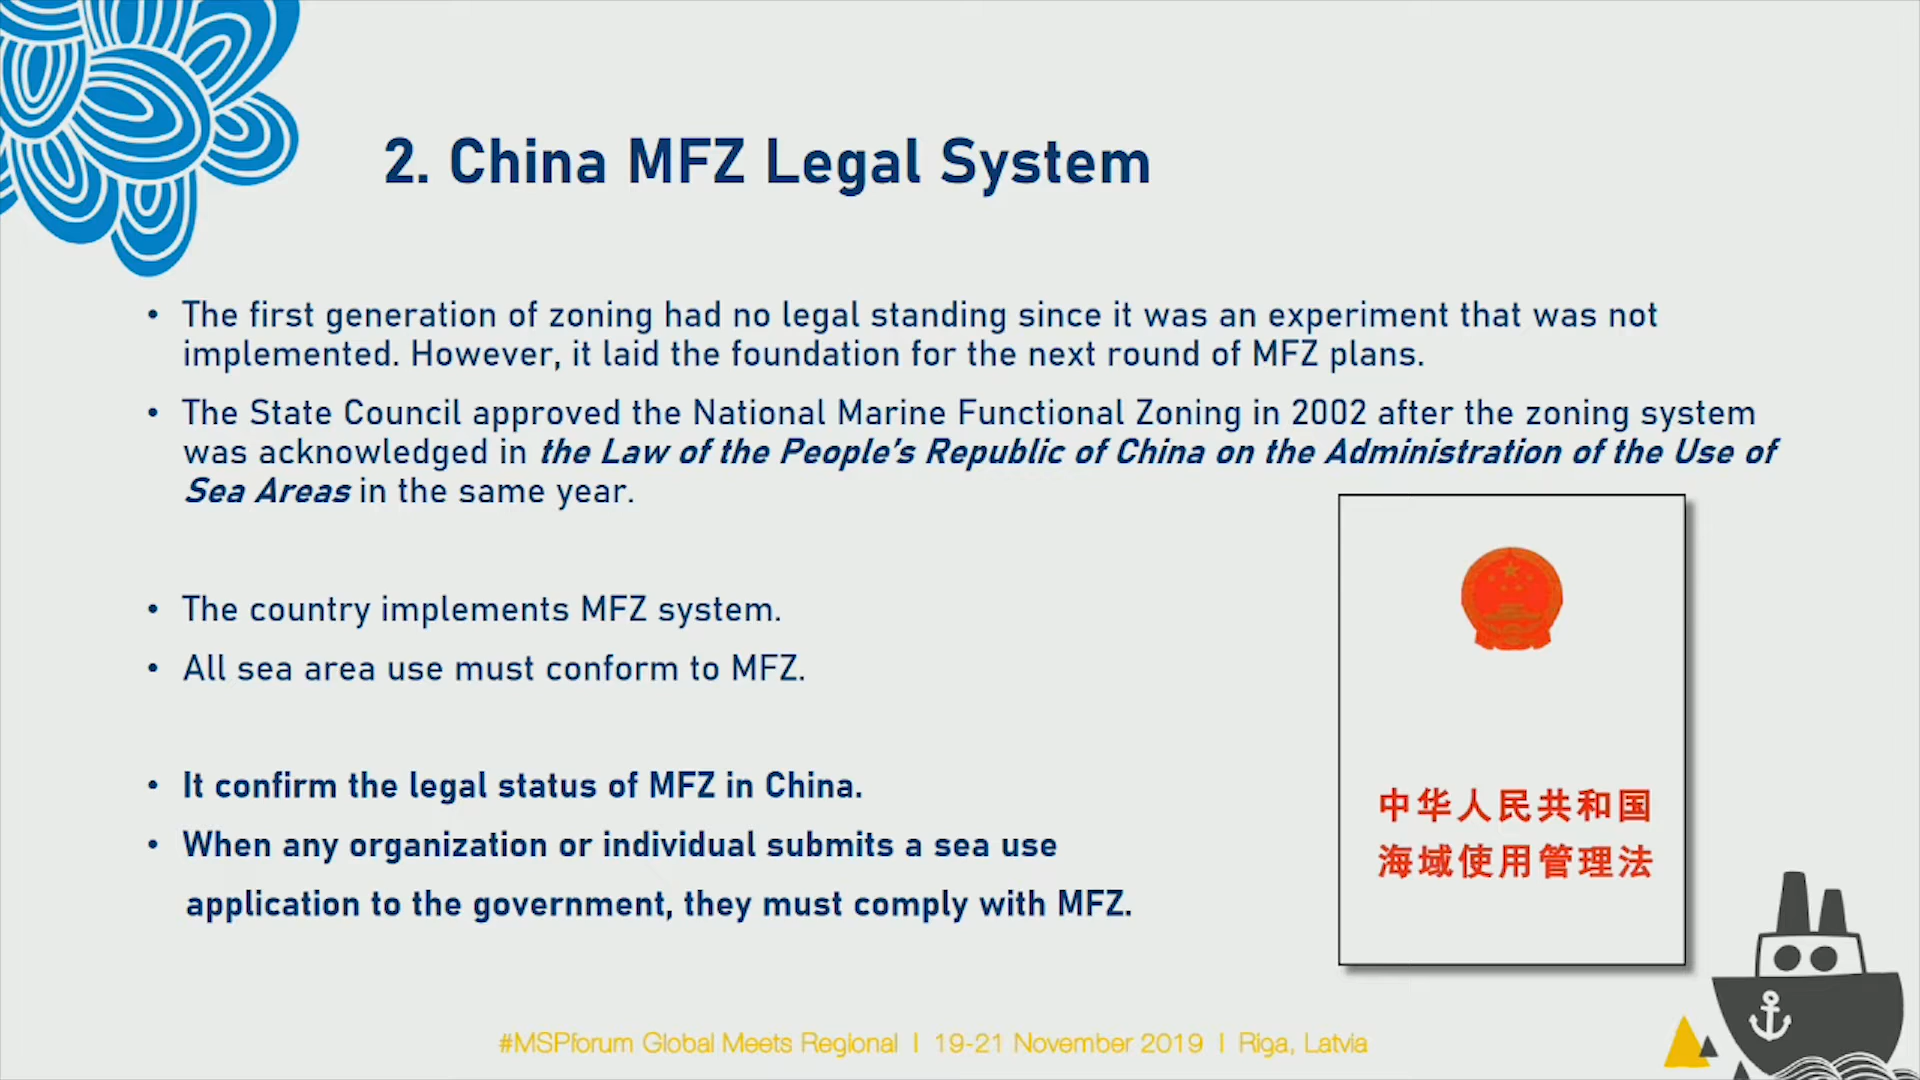 2. China MFZ Legal System
• The first generation of zoning had no legal standing since it was an experiment that was not
implemented. However, it laid the foundation for the next round of MFZ plans.
• The State Council approved the National Marine Functional Zoning in 2002 after the zoning system
was acknowledged in the Law of the People's Republic of China on the Administration of the Use of
Sea Areas in the same year.
• The country implements MFZ system.
• All sea area use must conform to MFZ.
• It confirm the legal status of MFZ in China.
• When any organization or individual submits a sea use
application to the government, they must comply with MFZ.
中华人民共和国
海域使用管理法
#MSPforum Global Meets Regional | 19-21 November 2019 | Riga, Latvia